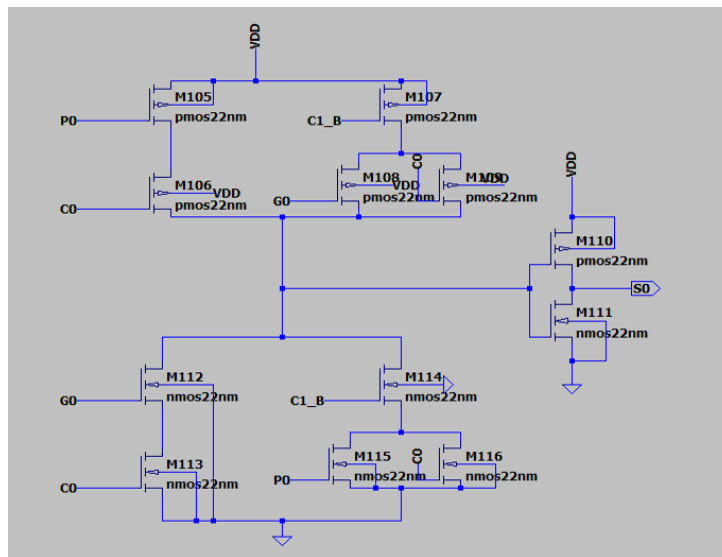 VDD
M105
P0
pmos22nm
M107
C1_B
pmos22nm
M106
VDD
C0
pmos22nm
C0
M108
VDD
G0
pmos22nm
M109
VDD
pmos22nm
VDD
M110
pmos22nm
S0
M111
nmos22nm
M112
G0
nmos22nm
M114
C1_B
nmos22nm
M113
C0
nmos22nm
M115
P0
nmos22nm
C0
M116
nmos22nm